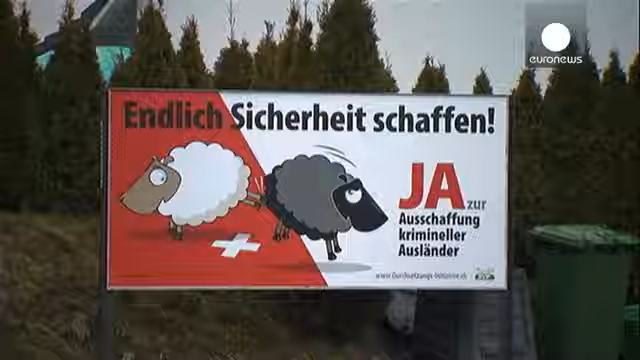 euronews
Endlich Sicherheit schaffen!
JA zur
Ausschaffung
krimineller
Ausländer
www.Durchsetzungs-initiative.ch